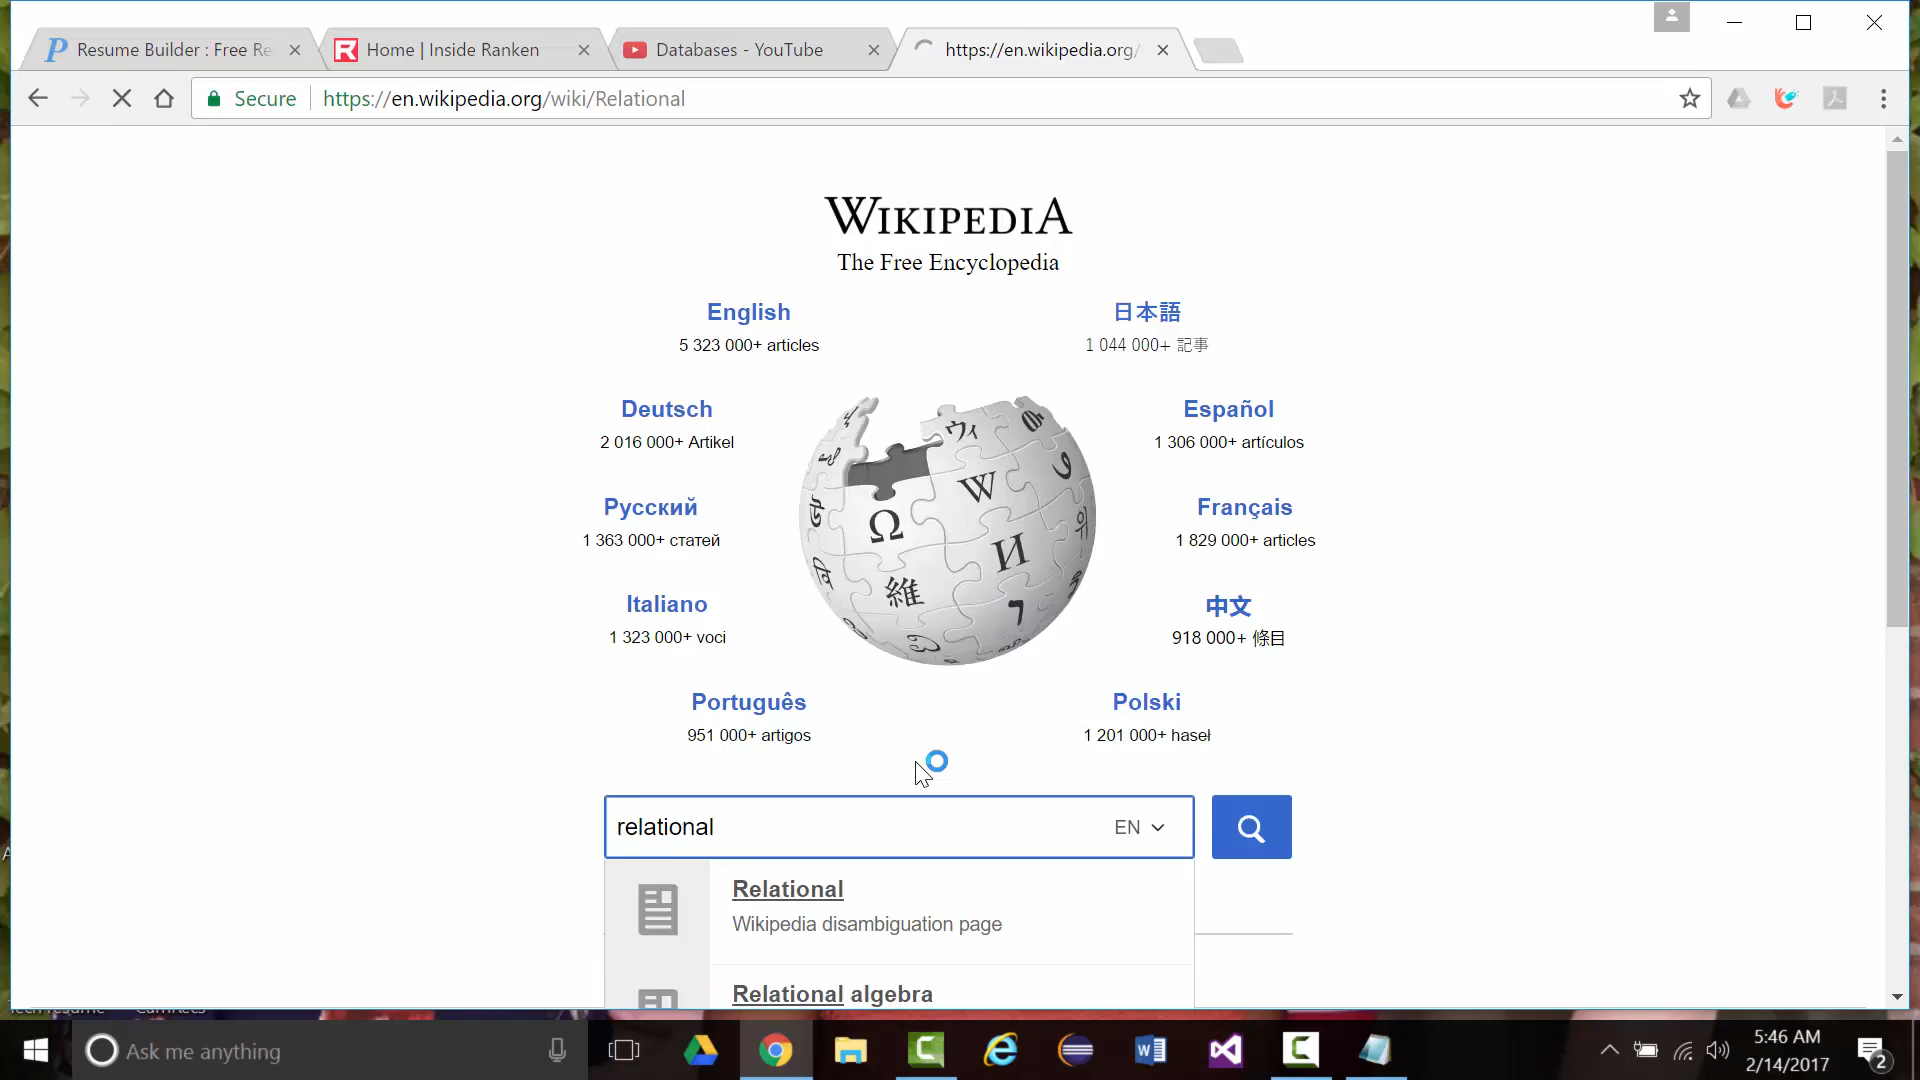 Resume Builder : Free Re
Home | Inside Ranken
Databases - YouTube
https://en.wikipedia.org/
Secure
https://en.wikipedia.org/wiki/Relational
WIKIPEDIA
The Free Encyclopedia
English
5 323 000+ articles
日本語
1 044 000+ 記事
Deutsch
2 016 000+ Artikel
Español
1 306 000+ artículos
Русский
1 363 000+ статей
Français
1 829 000+ articles
Italiano
1 323 000+ voci
中文
918 000+ 條目
Português
951 000+ artigos
Polski
1 201 000+ haseł
Ω
W
И
維
ウィ
relational
EN
Relational
Wikipedia disambiguation page
Relational algebra
Ask me anything
5:46 AM
2/14/2017
2